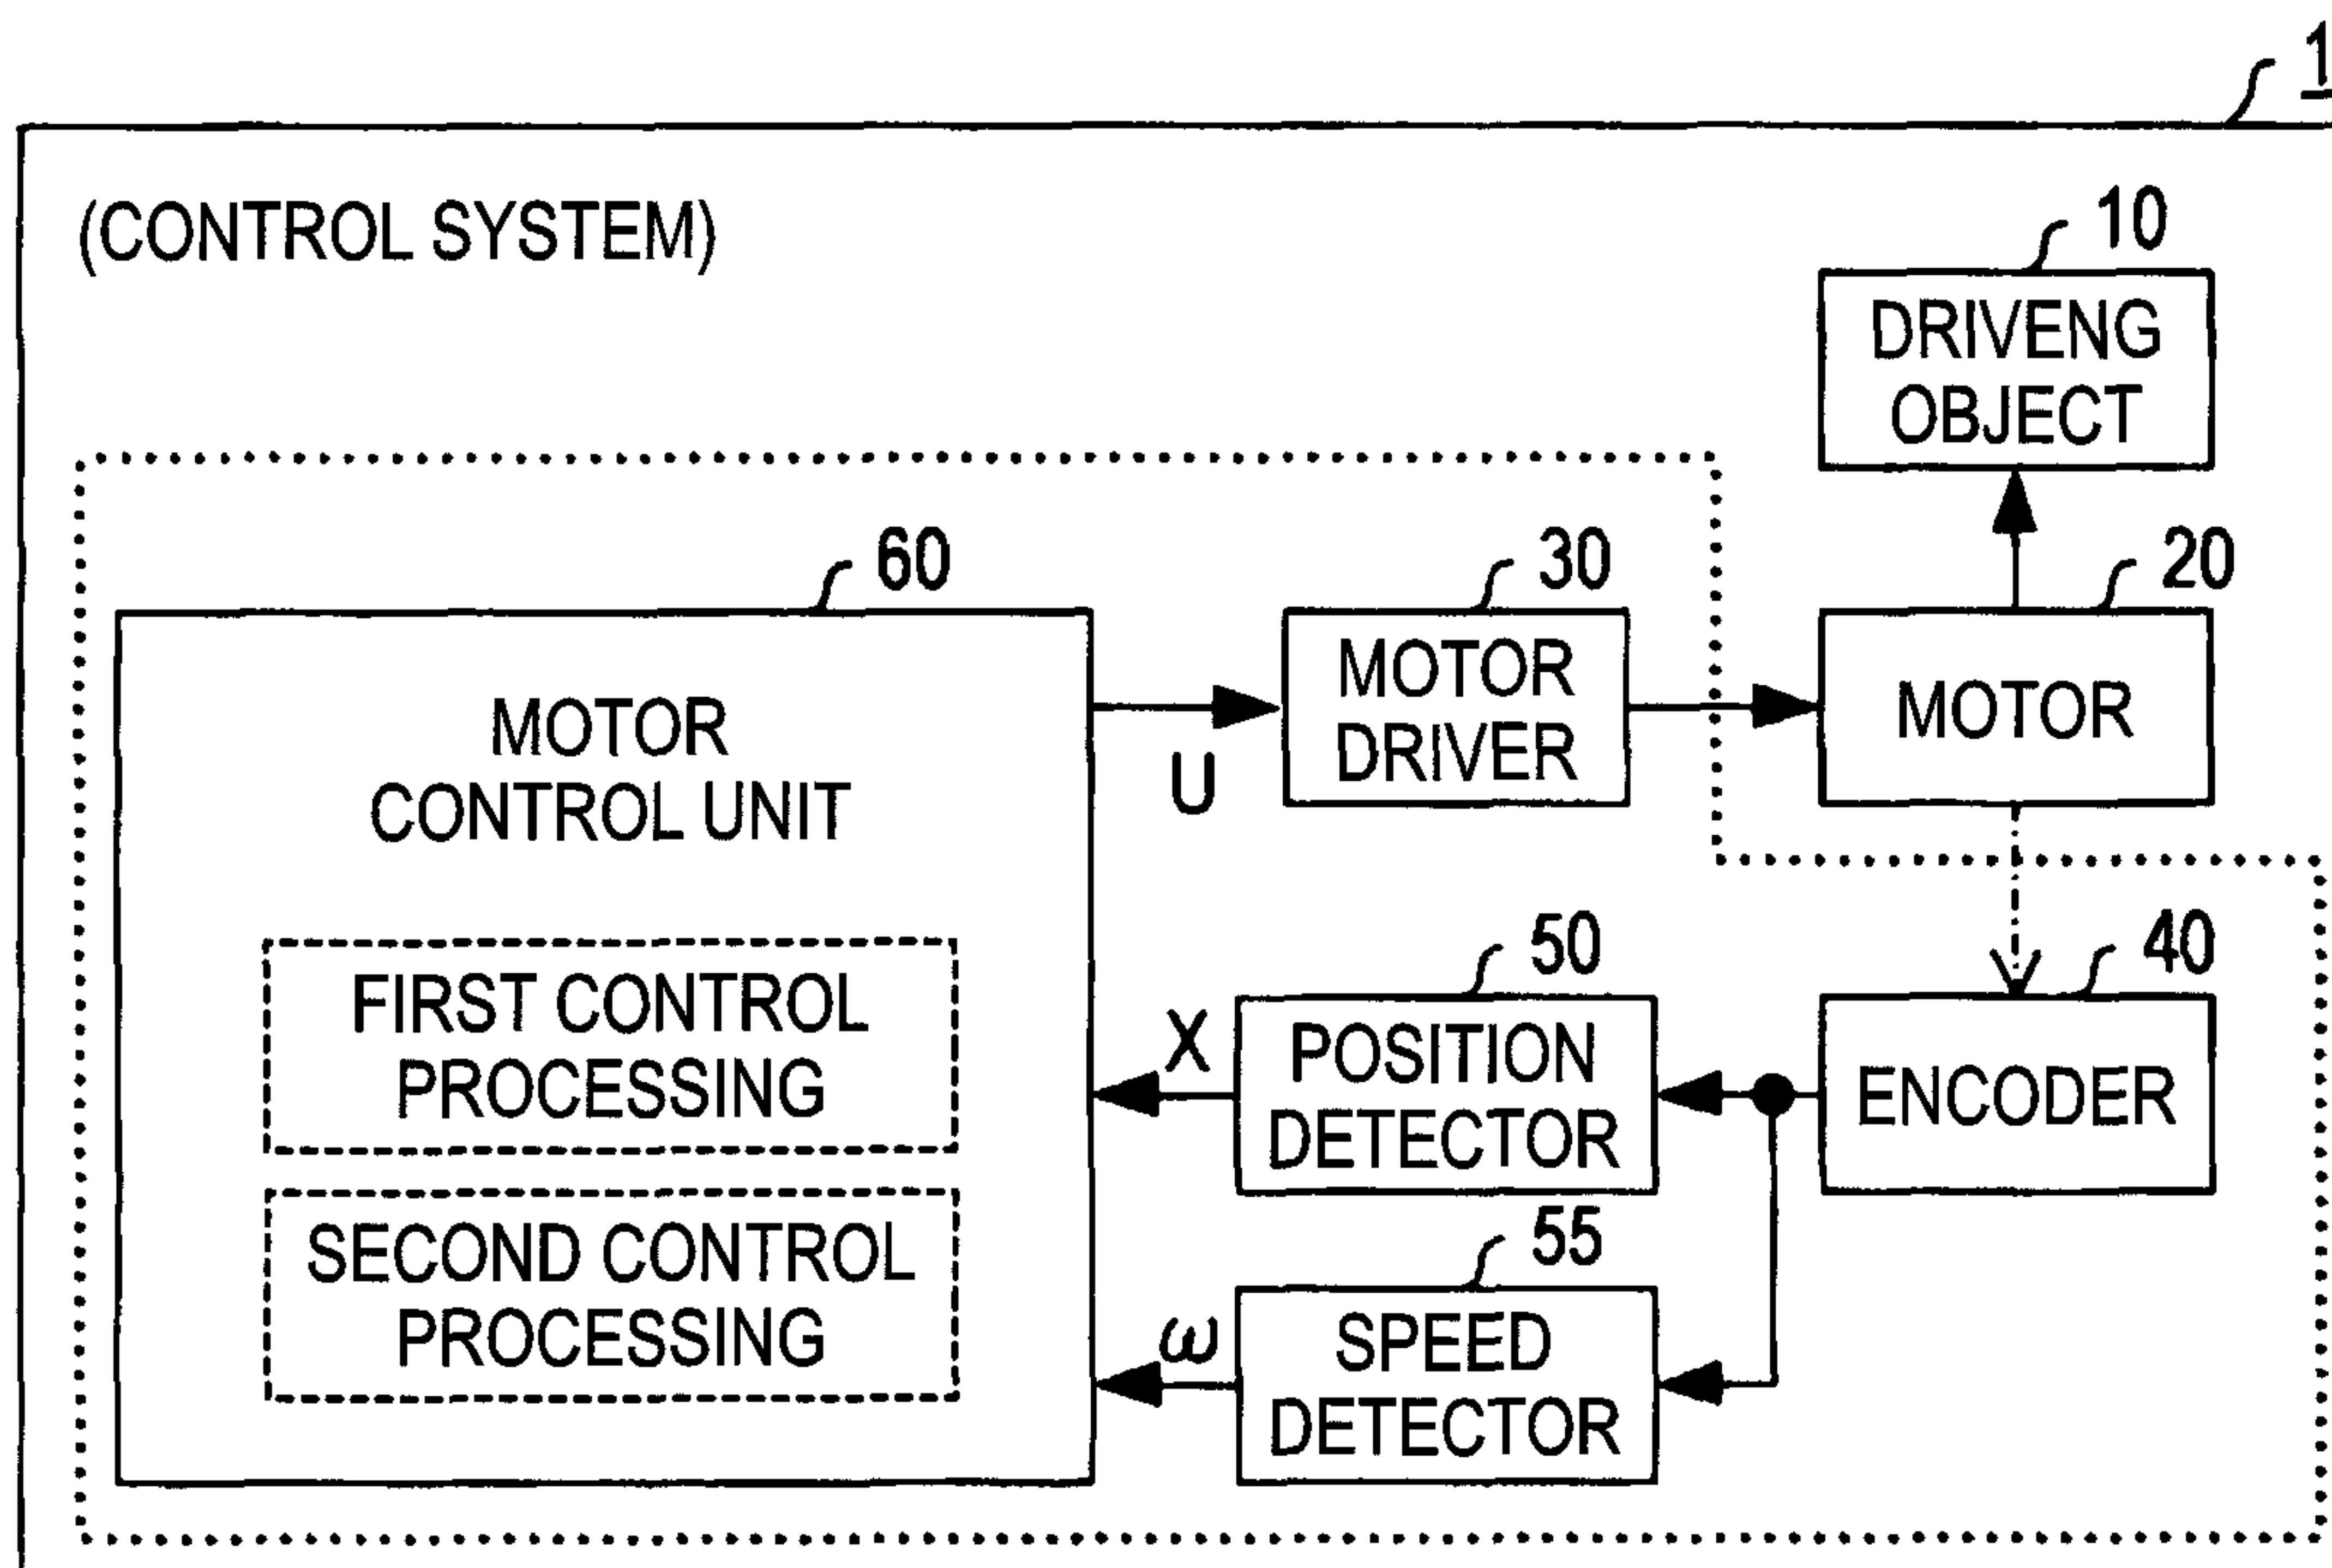 1
(CONTROL SYSTEM)
10
DRIVENG
OBJECT
60
30
20
MOTOR
CONTROL UNIT
U
MOTOR
DRIVER
MOTOR
50
40
FIRST CONTROL
PROCESSING
X
POSITION
DETECTOR
ENCODER
55
SECOND CONTROL
PROCESSING
ω
SPEED
DETECTOR